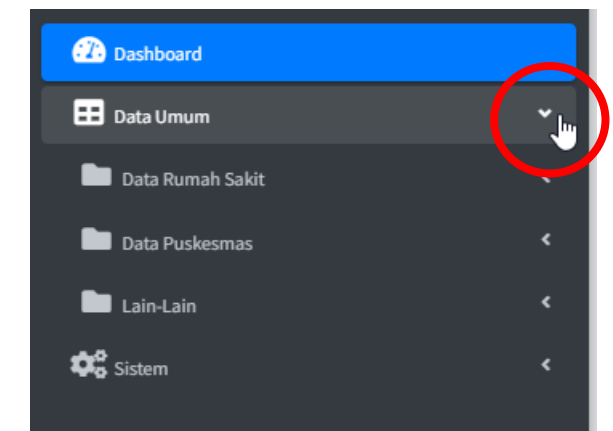 Dashboard
Data Umum
Data Rumah Sakit
Data Puskesmas
Lain-Lain
Sistem